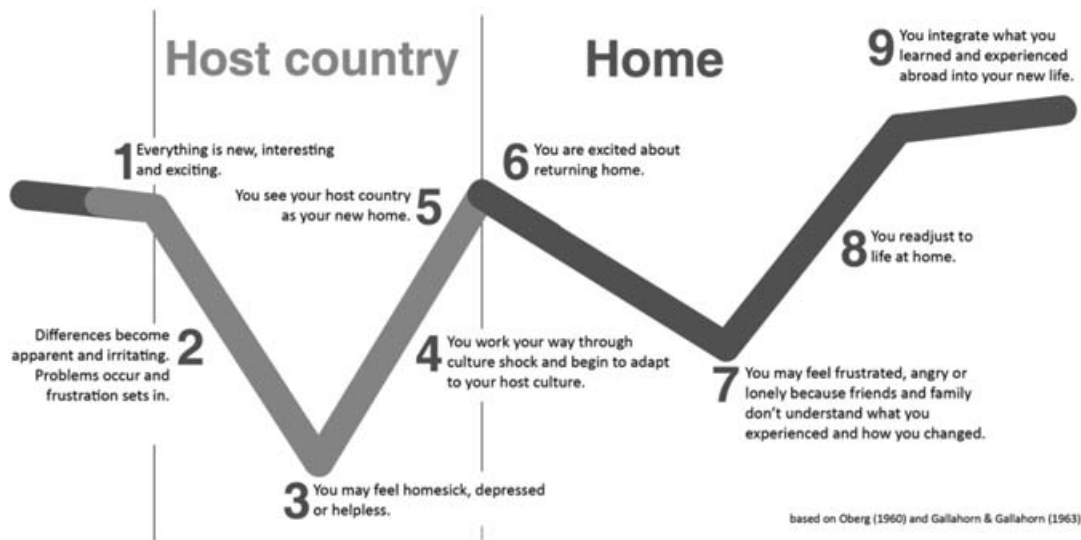 Host country
Home
1 Everything is new, interesting
and exciting.
Differences become
apparent and irritating. 2
Problems occur and
frustration sets in.
3 You may feel homesick, depressed
or helpless.
4 You work your way through
culture shock and begin to adapt
to your host culture.
You see your host country
as your new home. 5
6 You are excited about
returning home.
7 You may feel frustrated, angry or
lonely because friends and family
don't understand what you
experienced and how you changed.
8 You readjust to
life at home.
9 You integrate what you
learned and experienced
abroad into your new life.
based on Oberg (1960) and Gallahorn & Gallahorn (1963)